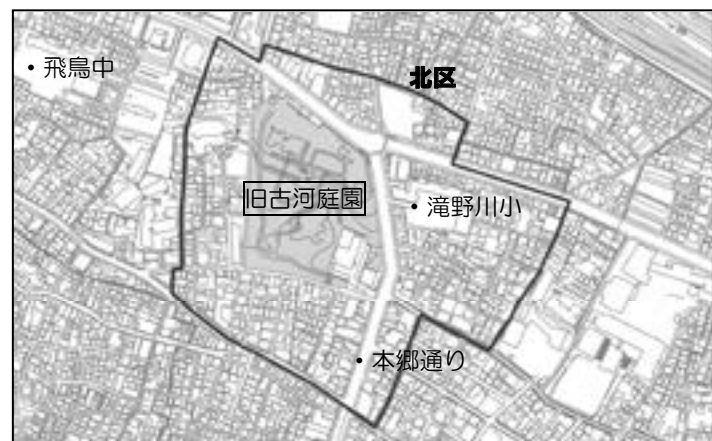 ・飛鳥中
北区
旧古河庭園
・滝野川小
・本郷通り